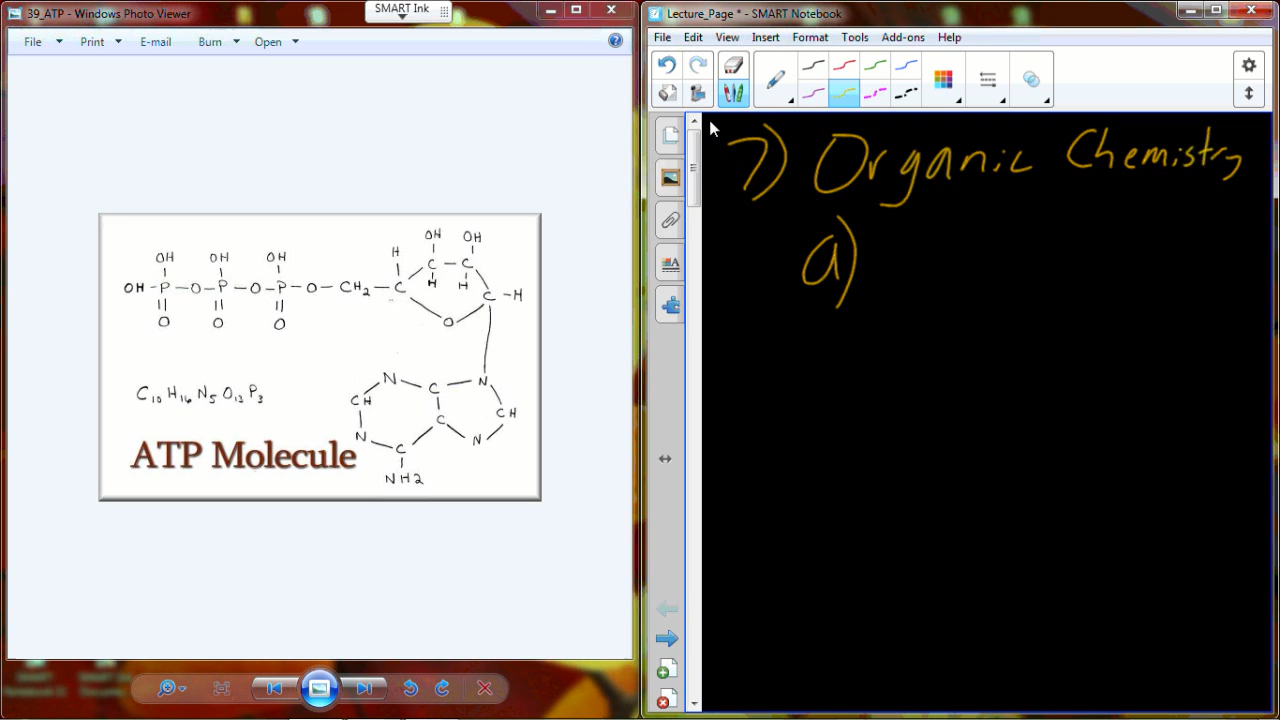 39_ATP - Windows Photo Viewer
SMART Ink
File Print E-mail Burn Open
OH OH OH H OH OH
OH P O P O P O CH2 C C C H H C H
O O O O
N C N
CH C CH
N C N
NH2
C10 H16 N5 O13 P3
ATP Molecule
Lecture_Page * - SMART Notebook
File Edit View Insert Format Tools Add-ons Help
7) Organic Chemistry
a)